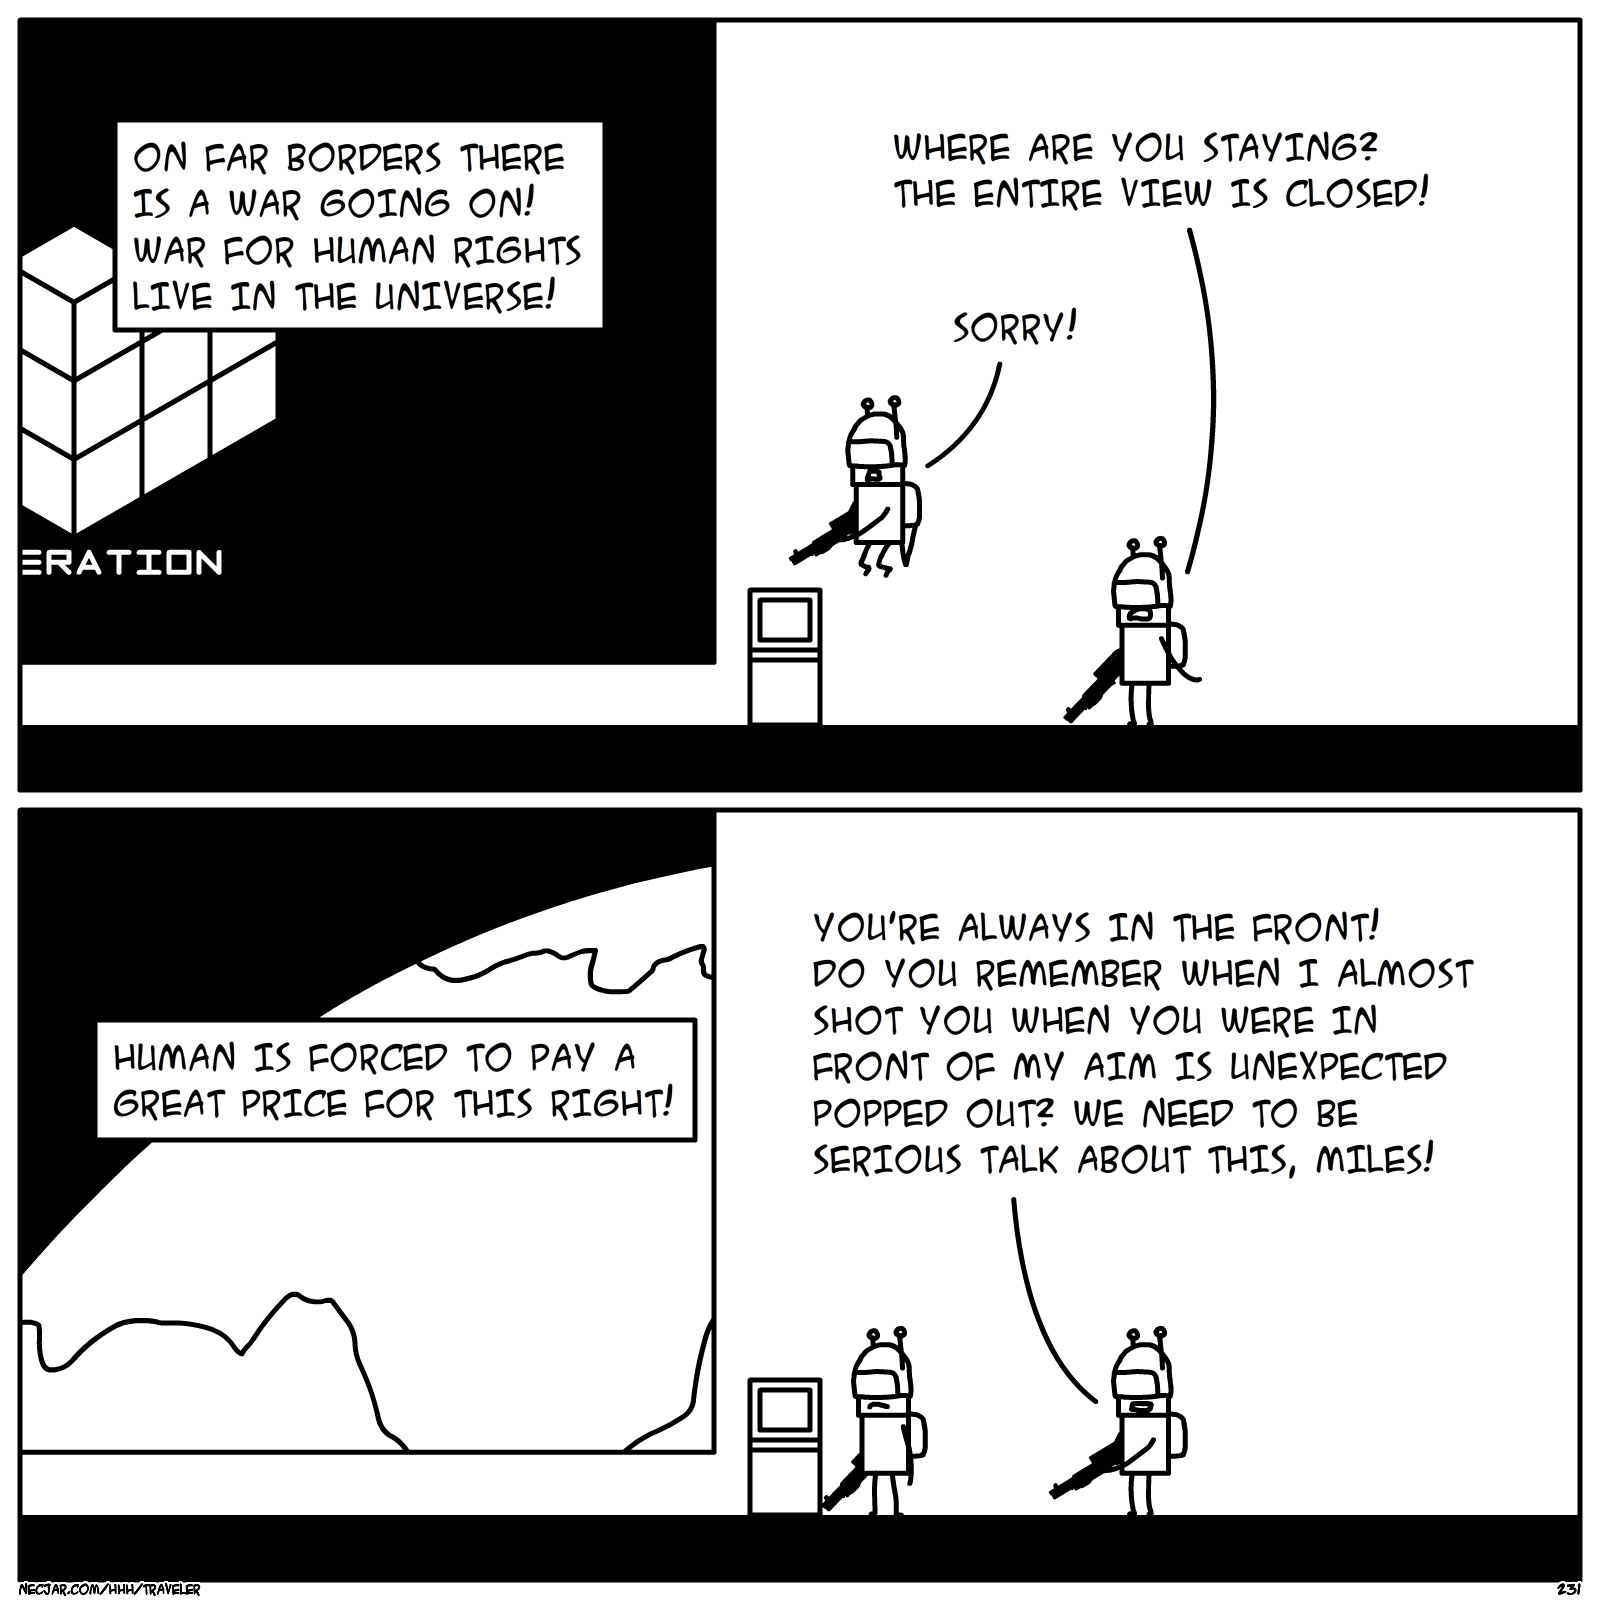 ON FAR BORDERS THERE
IS A WAR GOING ON!
WAR FOR HUMAN RIGHTS
LIVE IN THE UNIVERSE!
ERATION
WHERE ARE YOU STAYING?
THE ENTIRE VIEW IS CLOSED!
SORRY!
HUMAN IS FORCED TO PAY A
GREAT PRICE FOR THIS RIGHT!
YOU'RE ALWAYS IN THE FRONT!
DO YOU REMEMBER WHEN I ALMOST
SHOT YOU WHEN YOU WERE IN
FRONT OF MY AIM IS UNEXPECTED
POPPED OUT? WE NEED TO BE
SERIOUS TALK ABOUT THIS, MILES!
NECJAR.COM/HHH/TRAVELER
231